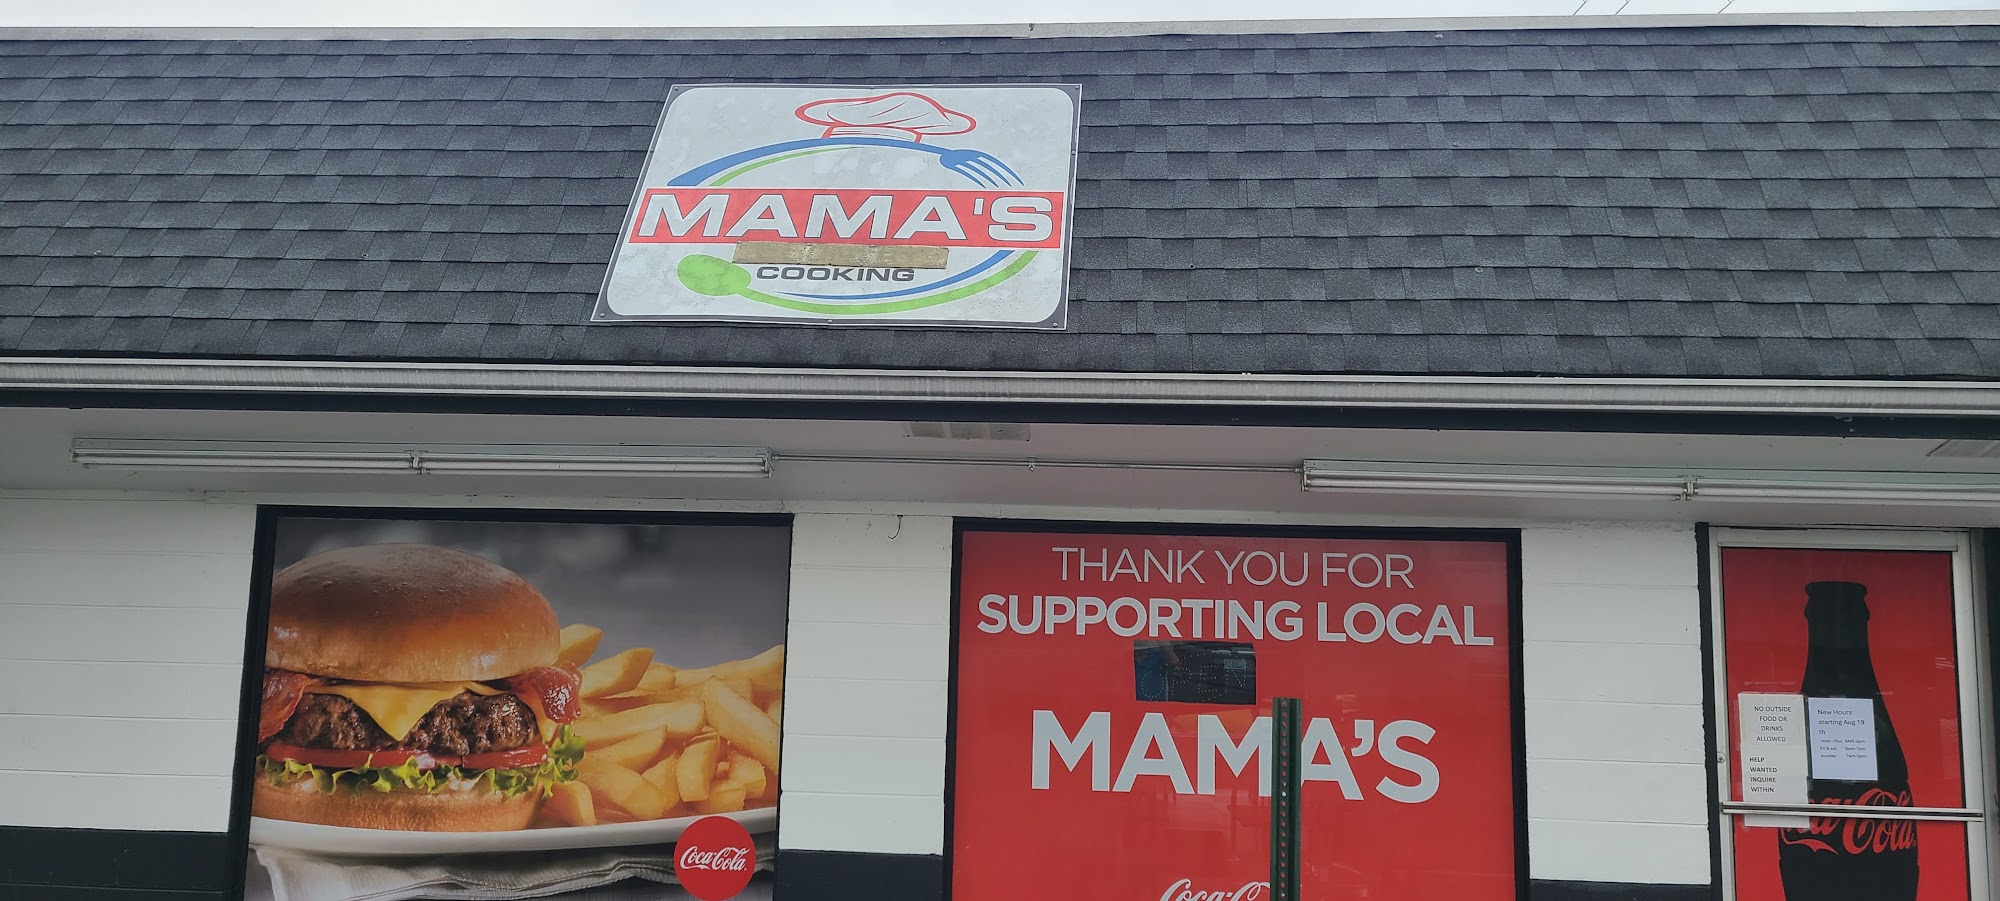 MAMA'S
COOKING
THANK YOU FOR
SUPPORTING LOCAL
MAMA'S
Coca-Cola
Coca-Cola
NO OUTSIDE
FOOD OR
DRINKS
ALLOWED
HELP
WANTED
INQUIRE
WITHIN
New Hours
starting Aug 19
th
Coca-Cola